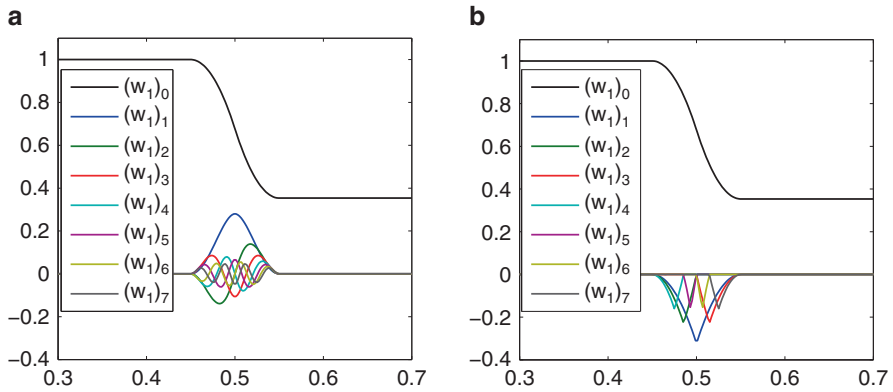 a
1
0.8
0.6
0.4
0.2
0
−0.2
−0.4
0.3
0.4
0.5
0.6
0.7
(w₁)₀
(w₁)₁
(w₁)₂
(w₁)₃
(w₁)₄
(w₁)₅
(w₁)₆
(w₁)₇
b
1
0.8
0.6
0.4
0.2
0
−0.2
−0.4
0.3
0.4
0.5
0.6
0.7
(w₁)₀
(w₁)₁
(w₁)₂
(w₁)₃
(w₁)₄
(w₁)₅
(w₁)₆
(w₁)₇